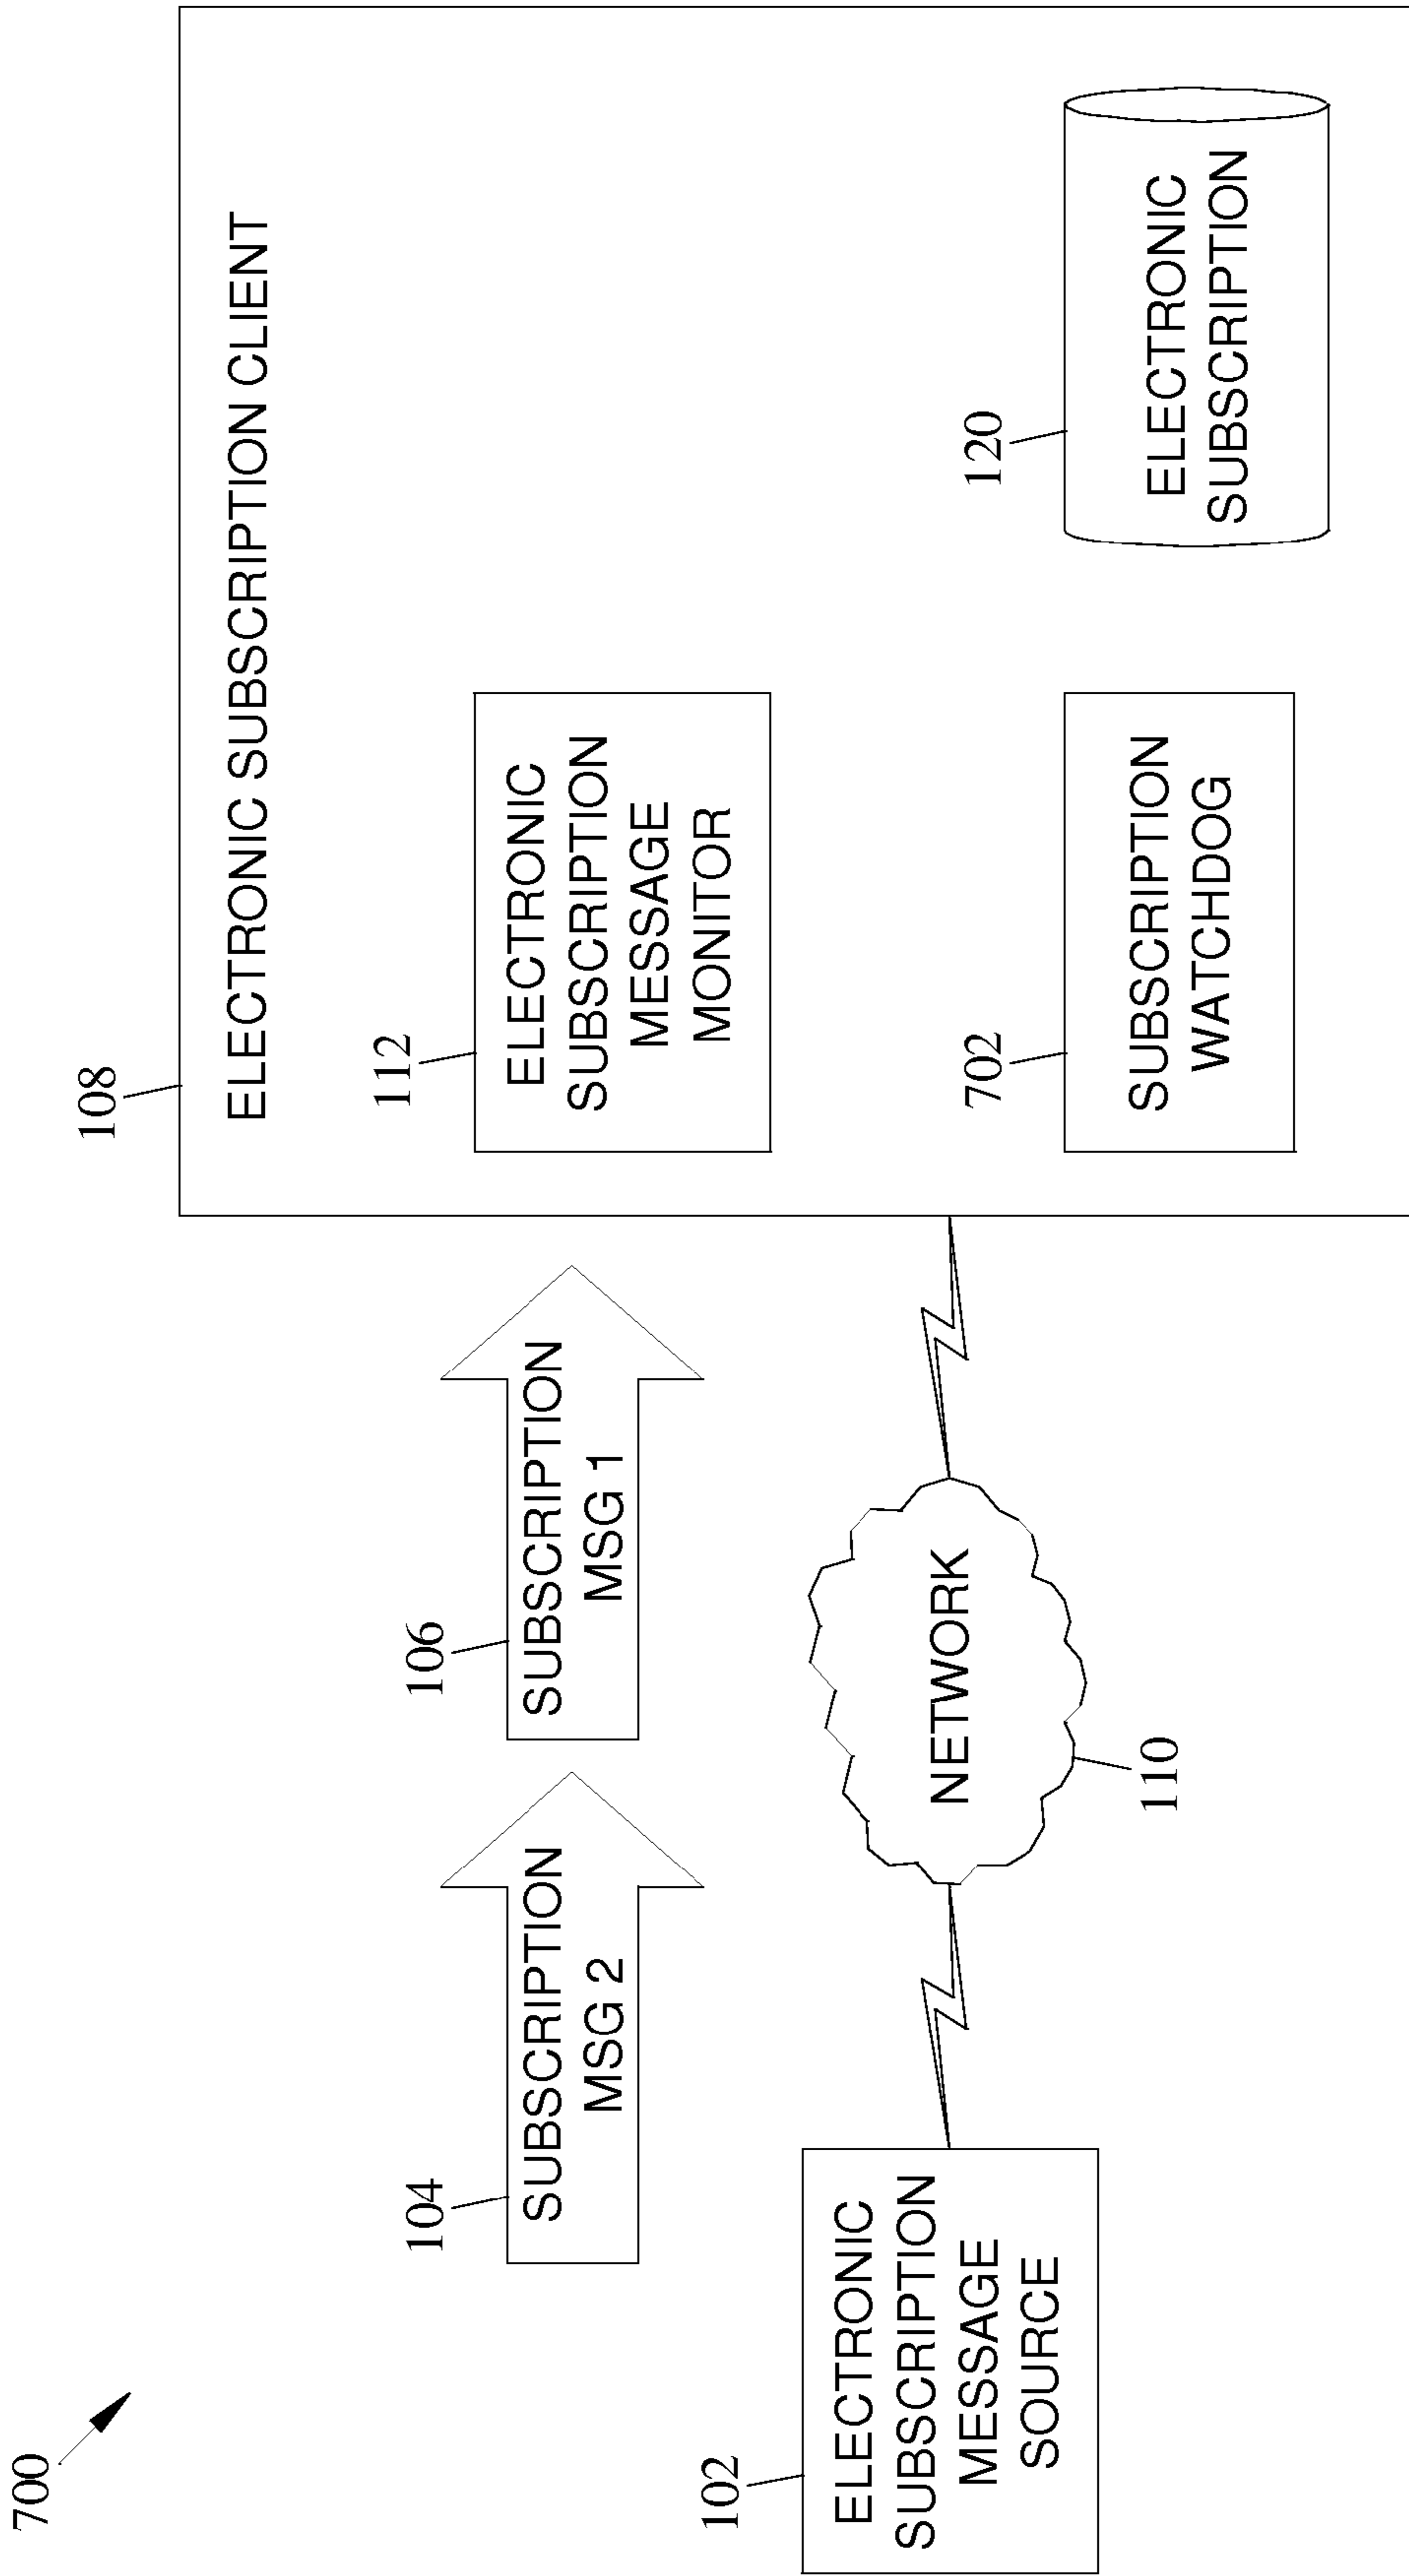 700
108
ELECTRONIC SUBSCRIPTION CLIENT
112
ELECTRONIC
SUBSCRIPTION
MESSAGE
MONITOR
104
SUBSCRIPTION
MSG 2
106
SUBSCRIPTION
MSG 1
102
ELECTRONIC
SUBSCRIPTION
MESSAGE
SOURCE
NETWORK
110
702
SUBSCRIPTION
WATCHDOG
120
ELECTRONIC
SUBSCRIPTION